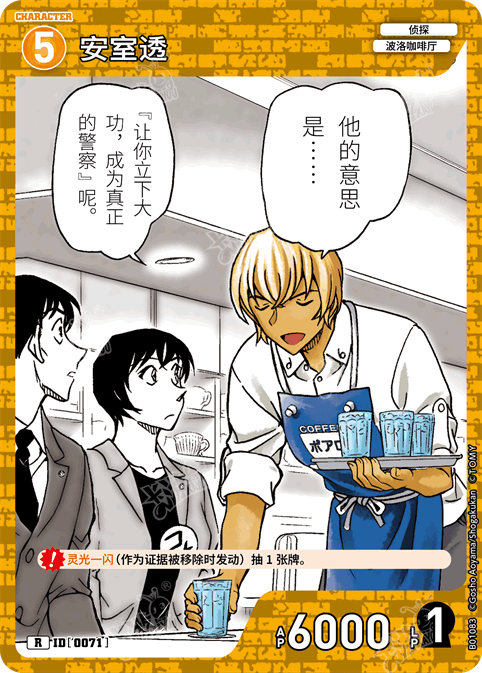 CHARACTER
5
安室透
侦探
波洛咖啡厅
他的意思
是……
『让你立下大
功，成为真正
的警察』呢。
COFFEE
ポアロ
灵光一闪(作为证据被移除时发动) 抽 1 张牌。
R ID[0071]
AP 6000
LP 1
B01083 ©Gosho Aoyama/Shogakukan ©TOMY